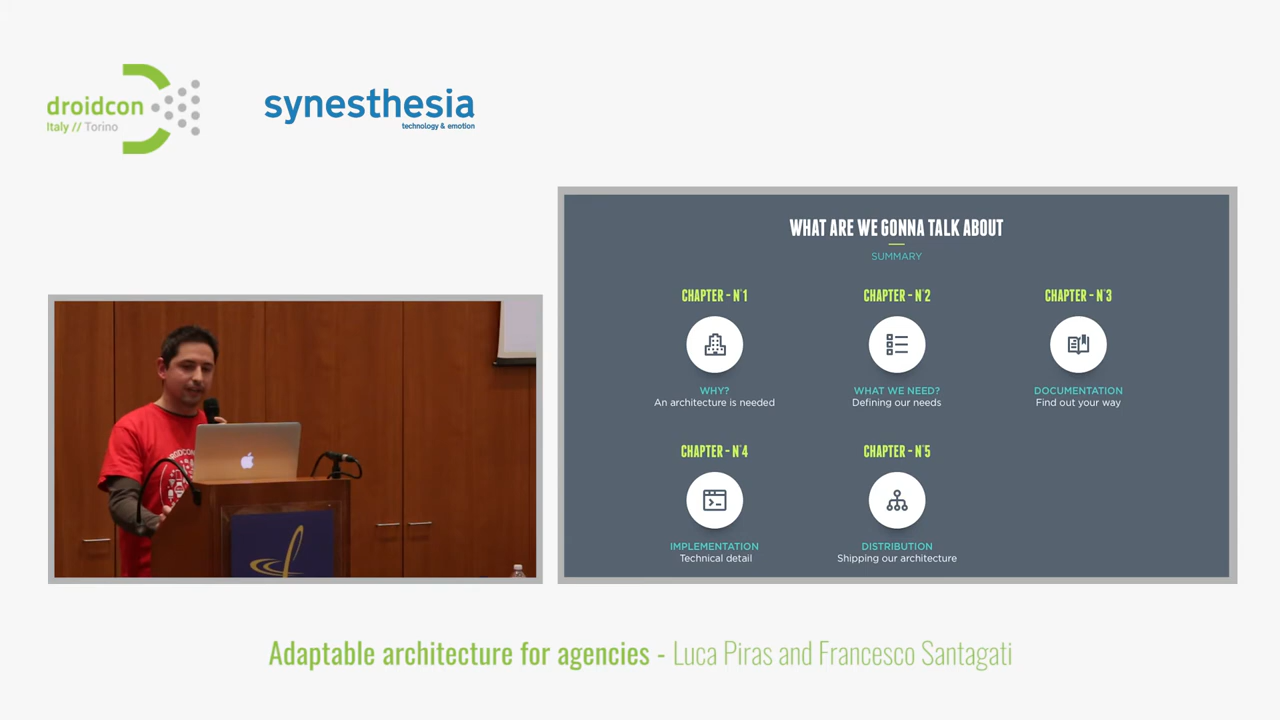 droidcon
Italy // Torino
synesthesia
technology & emotion
WHAT ARE WE GONNA TALK ABOUT
SUMMARY
CHAPTER - N°1
CHAPTER - N°2
CHAPTER - N°3
WHY?
An architecture is needed
WHAT WE NEED?
Defining our needs
DOCUMENTATION
Find out your way
CHAPTER - N°4
CHAPTER - N°5
IMPLEMENTATION
Technical detail
DISTRIBUTION
Shipping our architecture
Adaptable architecture for agencies - Luca Piras and Francesco Santagati